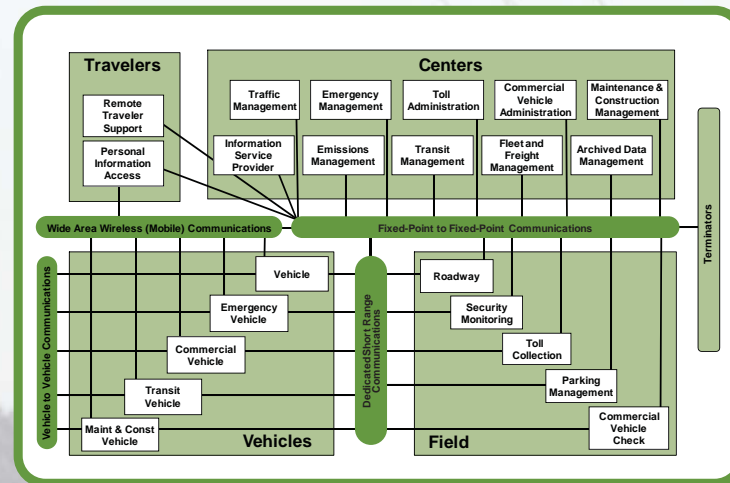 Travelers
Remote
Traveler
Support
Personal
Information
Access
Centers
Traffic
Management
Emergency
Management
Toll
Administration
Commercial
Vehicle
Administration
Maintenance &
Construction
Management
Information
Service
Provider
Emissions
Management
Transit
Management
Fleet and
Freight
Management
Archived Data
Management
Terminators
Wide Area Wireless (Mobile) Communications
Fixed-Point to Fixed-Point Communications
Vehicle to Vehicle Communications
Vehicle
Emergency
Vehicle
Commercial
Vehicle
Transit
Vehicle
Maint & Const
Vehicle
Vehicles
Dedicated Short Range
Communications
Roadway
Security
Monitoring
Toll
Collection
Parking
Management
Commercial
Vehicle
Check
Field